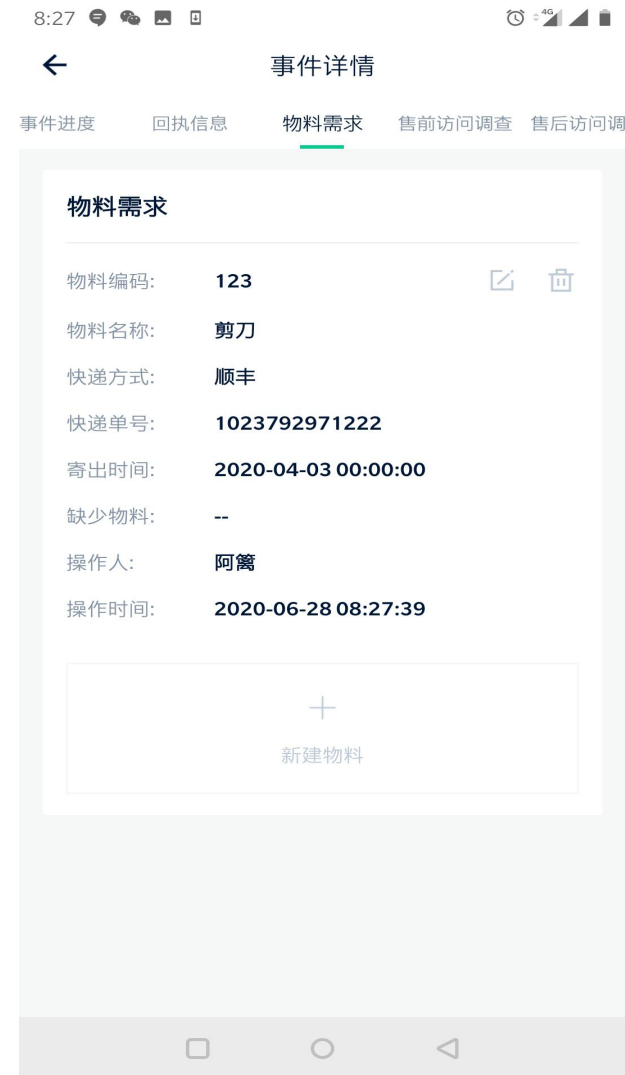 8:27
4G
事件详情
事件进度 回执信息 物料需求 售前访问调查 售后访问调
物料需求
物料编码: 123
物料名称: 剪刀
快递方式: 顺丰
快递单号: 1023792971222
寄出时间: 2020-04-03 00:00:00
缺少物料: --
操作人: 阿篱
操作时间: 2020-06-28 08:27:39
新建物料